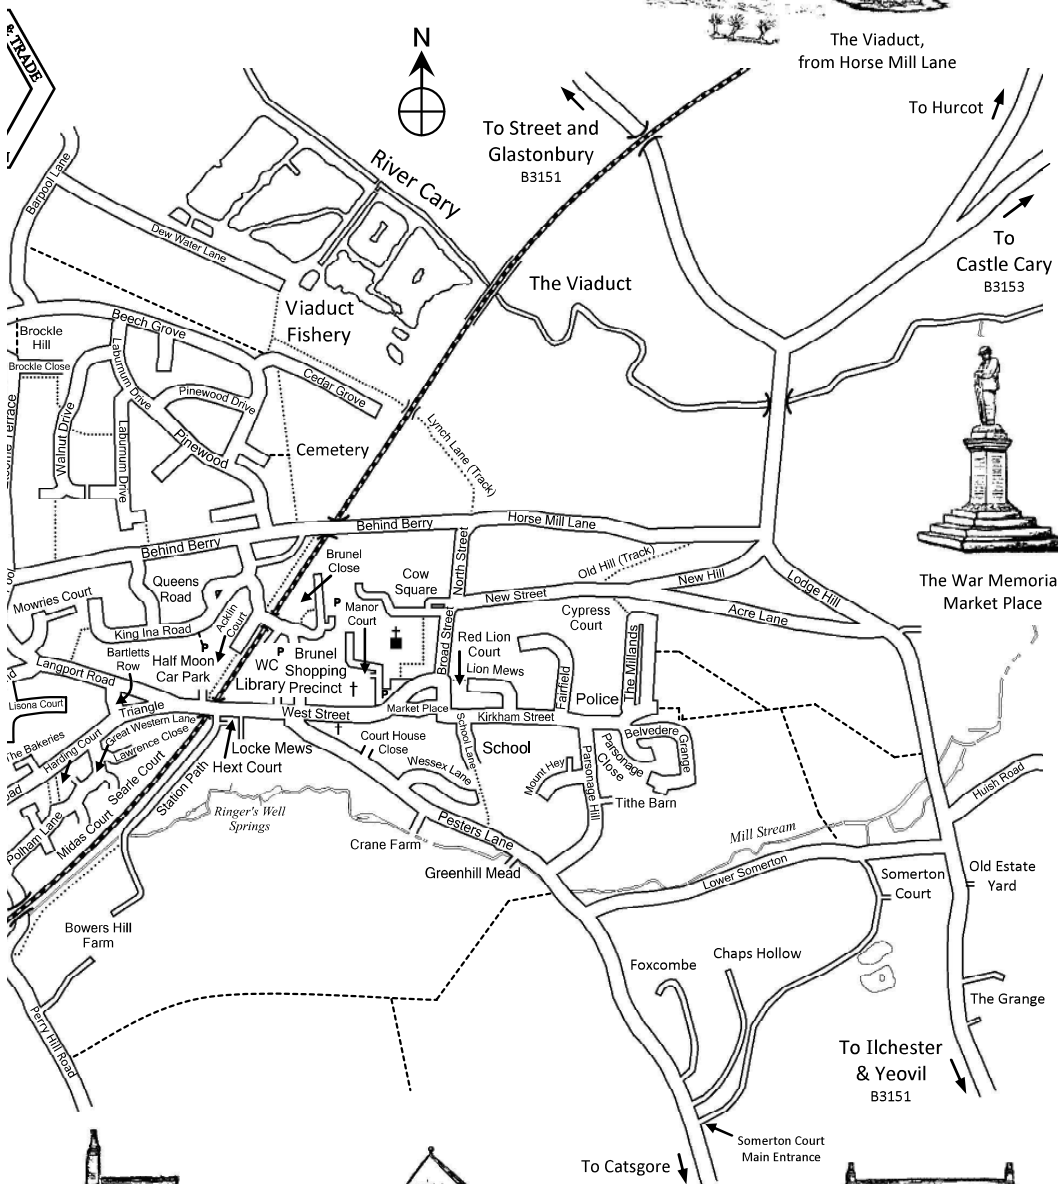 & TRADE
N
The Viaduct,
from Horse Mill Lane
To Hurcot
To Street and
Glastonbury
B3151
River Cary
Barpool Lane
Dew Water Lane
To
Castle Cary
B3153
The Viaduct
Viaduct
Fishery
Beech Grove
Brockle
Hill
Brockle Close
Laburnum Drive
Pinewood Drive
Cedar Grove
Walnut Drive
Laburnum Drive
Pinewood
Cemetery
Lynch Lane (Track)
Behind Berry
Behind Berry
Horse Mill Lane
North Street
Brunel
Close
Cow
Square
Old Hill (Track)
New Hill
Lodge Hill
The War Memorial
Market Place
Queens
Road
Mowries Court
Acklin
Court
P
Manor
Court
New Street
Cypress
Court
Acre Lane
King Ina Road
P
Bartletts
Row
Half Moon
Car Park
P
WC
Library
Brunel
Shopping
Precinct
Broad Street
Red Lion
Court
Lion Mews
Fairfield
The Millands
Police
Langport Road
Lisona Court
Triangle
P
West Street
Market Place
Kirkham Street
Belvedere
Grange
The Bakeries
Harding Court
Great Western Lane
Lawrence Close
Locke Mews
Hext Court
Court House
Close
School Lane
School
Wessex Lane
Mount Hey
Parsonage Hill
Parsonage
Close
Tithe Barn
Searle Court
Station Path
Midas Court
Polham Lane
Ringer's Well
Springs
Pesters Lane
Crane Farm
Greenhill Mead
Mill Stream
Huish Road
Lower Somerton
Somerton
Court
Old Estate
Yard
Bowers Hill
Farm
Perry Hill Road
Foxcombe
Chaps Hollow
The Grange
To Ilchester
& Yeovil
B3151
Somerton Court
Main Entrance
To Catsgore